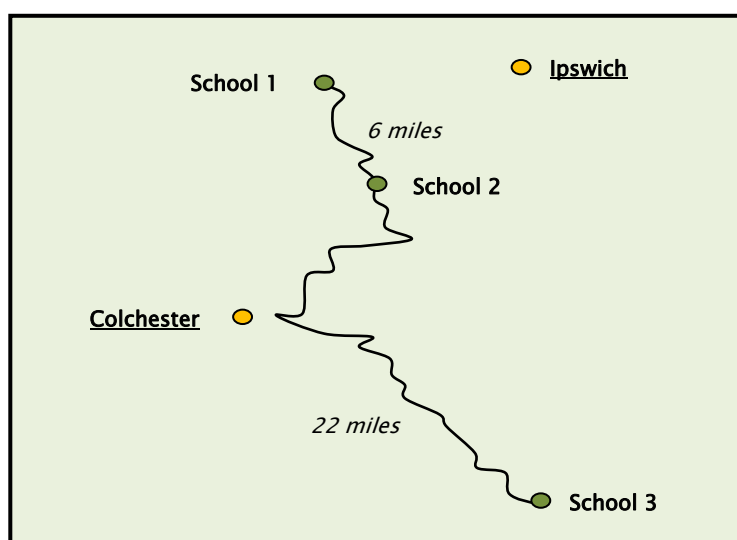 Ipswich
School 1
6 miles
School 2
Colchester
22 miles
School 3